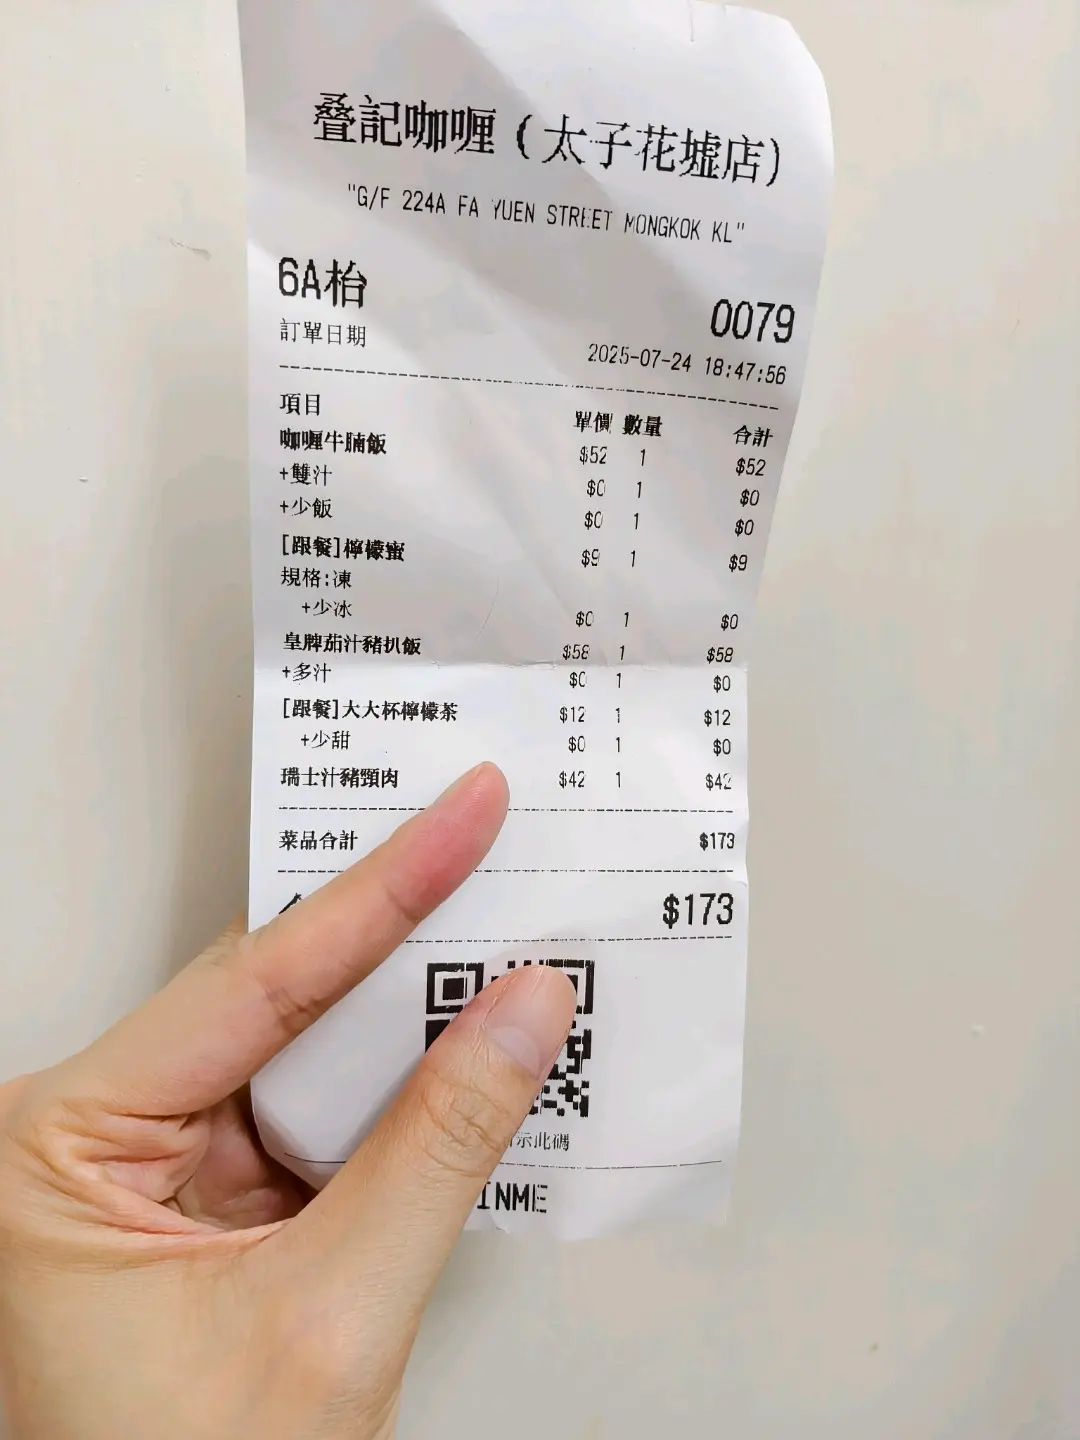 叠記咖喱(太子花墟店)
"G/F 224A FA YUEN STREET MONGKOK KL"
6A枱 0079
訂單日期 2025-07-24 18:47:56
項目 單價 數量 合計
咖喱牛腩飯 $52 1 $52
+雙汁 $0 1 $0
+少飯 $0 1 $0
[跟餐]檸檬蜜 $9 1 $9
規格:凍
+少冰 $0 1 $0
皇牌茄汁豬扒飯 $58 1 $58
+多汁 $0 1 $0
[跟餐]大大杯檸檬茶 $12 1 $12
+少甜 $0 1 $0
瑞士汁豬頸肉 $42 1 $42
菜品合計 $173
$173
示此碼
INME